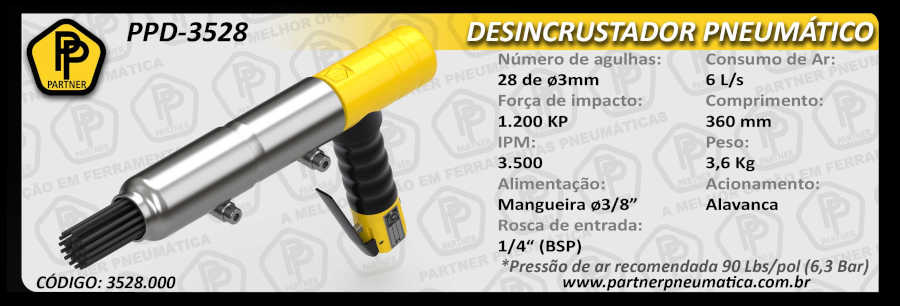 PP
PARTNER
PPD-3528
DESINCRUSTADOR PNEUMÁTICO
Número de agulhas:
28 de ø3mm
Força de impacto:
1.200 KP
IPM:
3.500
Alimentação:
Mangueira ø3/8”
Rosca de entrada:
1/4“ (BSP)
Consumo de Ar:
6 L/s
Comprimento:
360 mm
Peso:
3,6 Kg
Acionamento:
Alavanca
*Pressão de ar recomendada 90 Lbs/pol (6,3 Bar)
www.partnerpneumatica.com.br
CÓDIGO: 3528.000